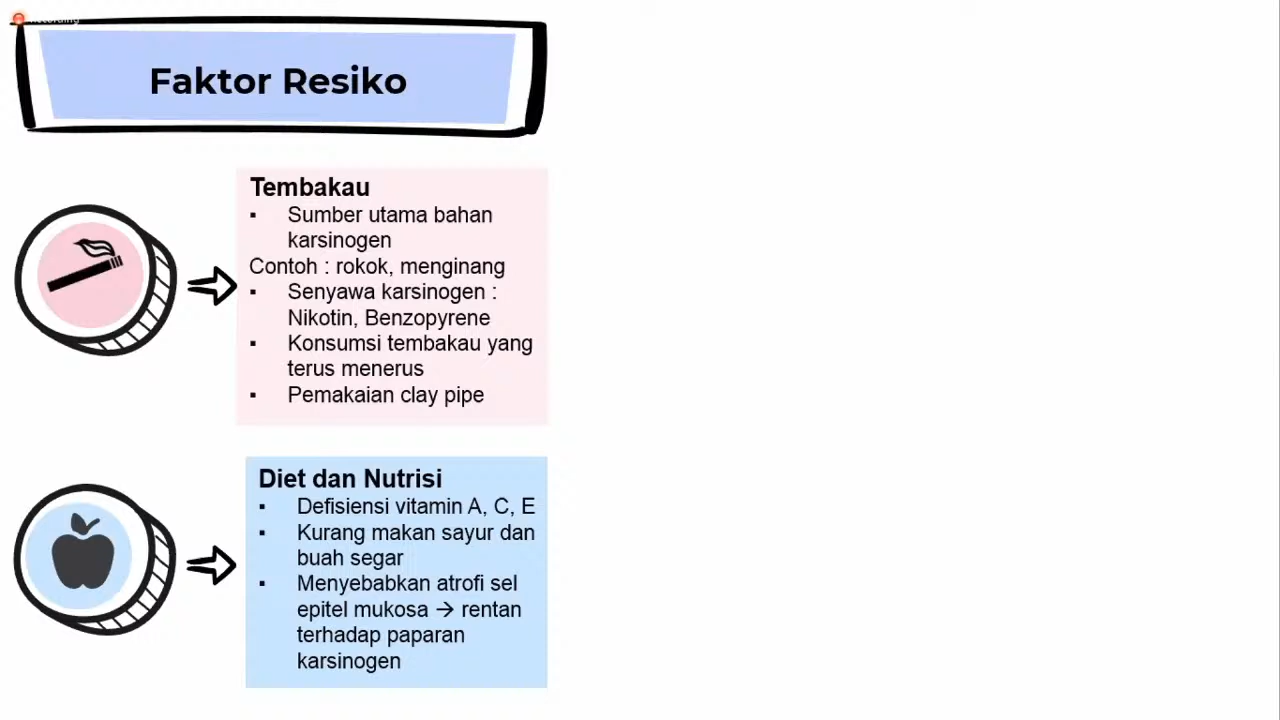 Recording
Faktor Resiko
Tembakau
▪ Sumber utama bahan
karsinogen
Contoh : rokok, menginang
▪ Senyawa karsinogen :
Nikotin, Benzopyrene
▪ Konsumsi tembakau yang
terus menerus
▪ Pemakaian clay pipe
Diet dan Nutrisi
▪ Defisiensi vitamin A, C, E
▪ Kurang makan sayur dan
buah segar
▪ Menyebabkan atrofi sel
epitel mukosa → rentan
terhadap paparan
karsinogen